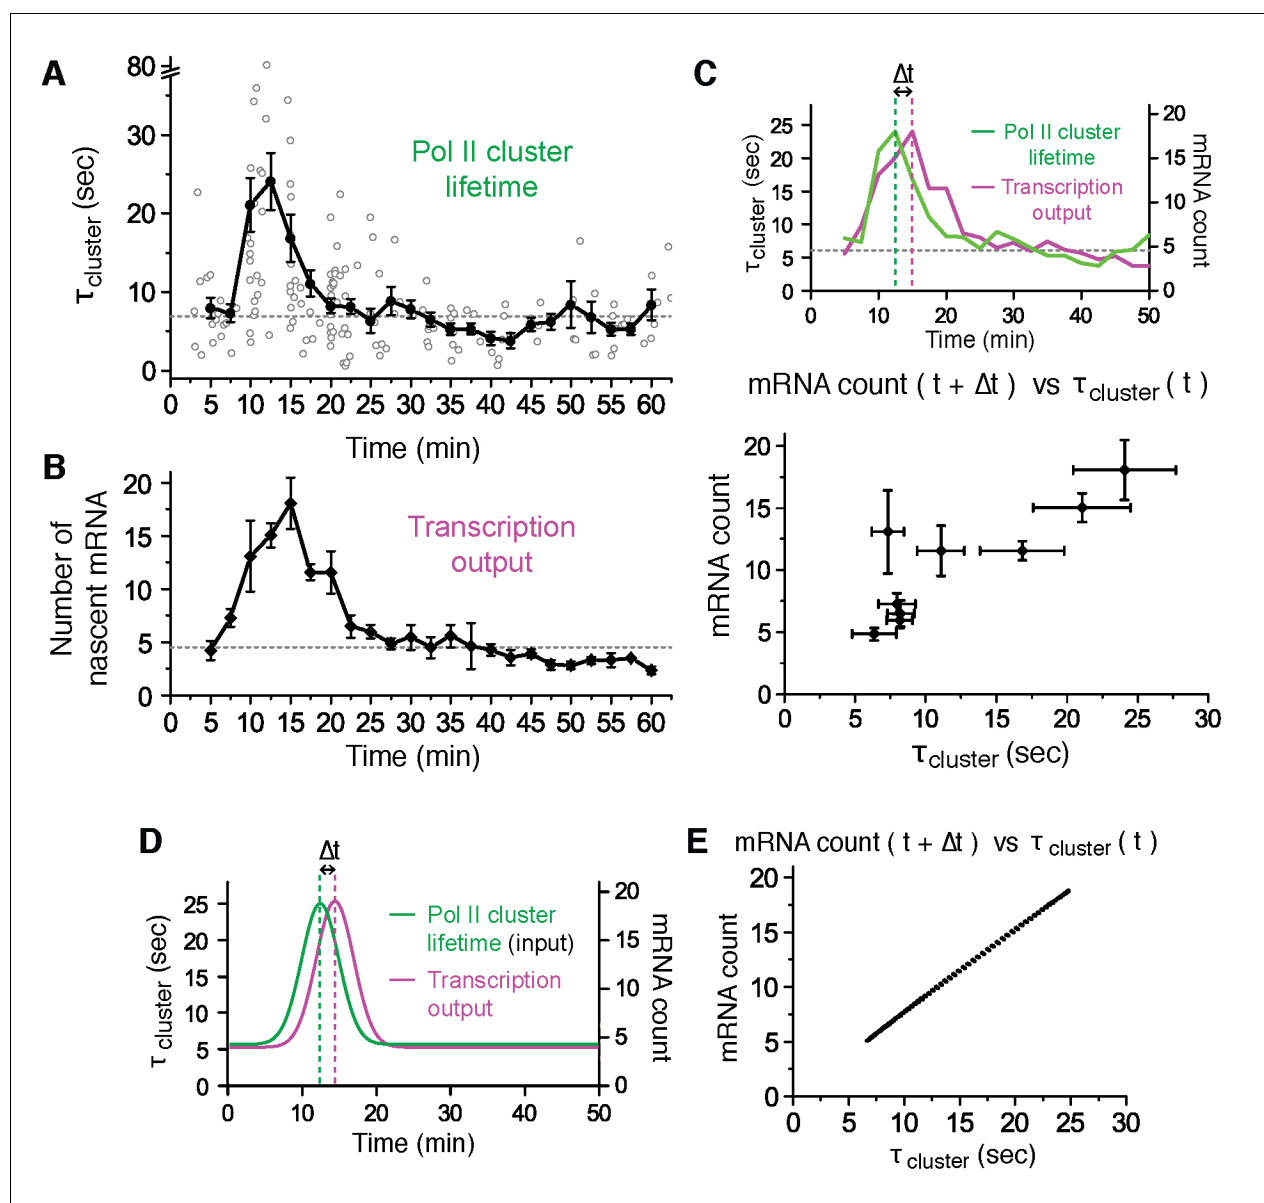 A
80
30
20
10
0
τcluster (sec)
Pol II cluster
lifetime
0 5 10 15 20 25 30 35 40 45 50 55 60
Time (min)
B
20
15
10
5
0
Number of
nascent mRNA
Transcription
output
0 5 10 15 20 25 30 35 40 45 50 55 60
Time (min)
C
Δt
25
20
15
10
5
0
τcluster (sec)
Pol II cluster
lifetime
Transcription
output
20
15
10
5
0
mRNA count
0 10 20 30 40 50
Time (min)
mRNA count ( t + Δt ) vs τcluster ( t )
20
15
10
5
0
mRNA count
0 5 10 15 20 25 30
τcluster (sec)
D
Δt
25
20
15
10
5
0
τcluster (sec)
Pol II cluster
lifetime (input)
Transcription
output
20
15
10
5
0
mRNA count
0 10 20 30 40 50
Time (min)
E
mRNA count ( t + Δt ) vs τcluster ( t )
20
15
10
5
0
mRNA count
0 5 10 15 20 25 30
τcluster (sec)